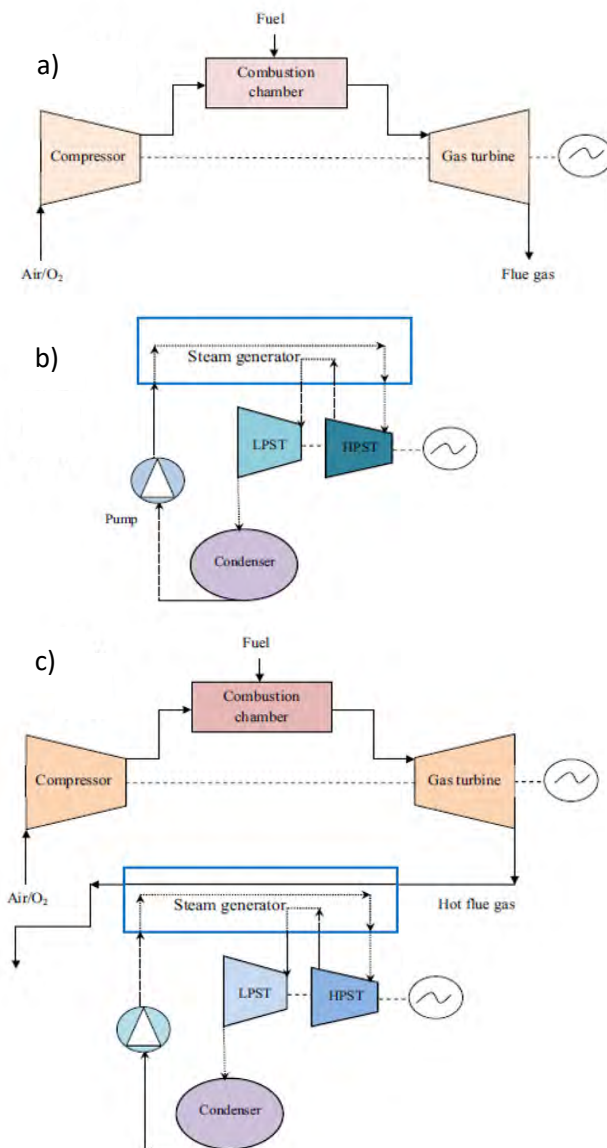 a)
Fuel
Combustion
chamber
Compressor
Gas turbine
Air/O₂
Flue gas
b)
Steam generator
LPST
HPST
Pump
Condenser
c)
Fuel
Combustion
chamber
Compressor
Gas turbine
Air/O₂
Hot flue gas
Steam generator
LPST
HPST
Condenser